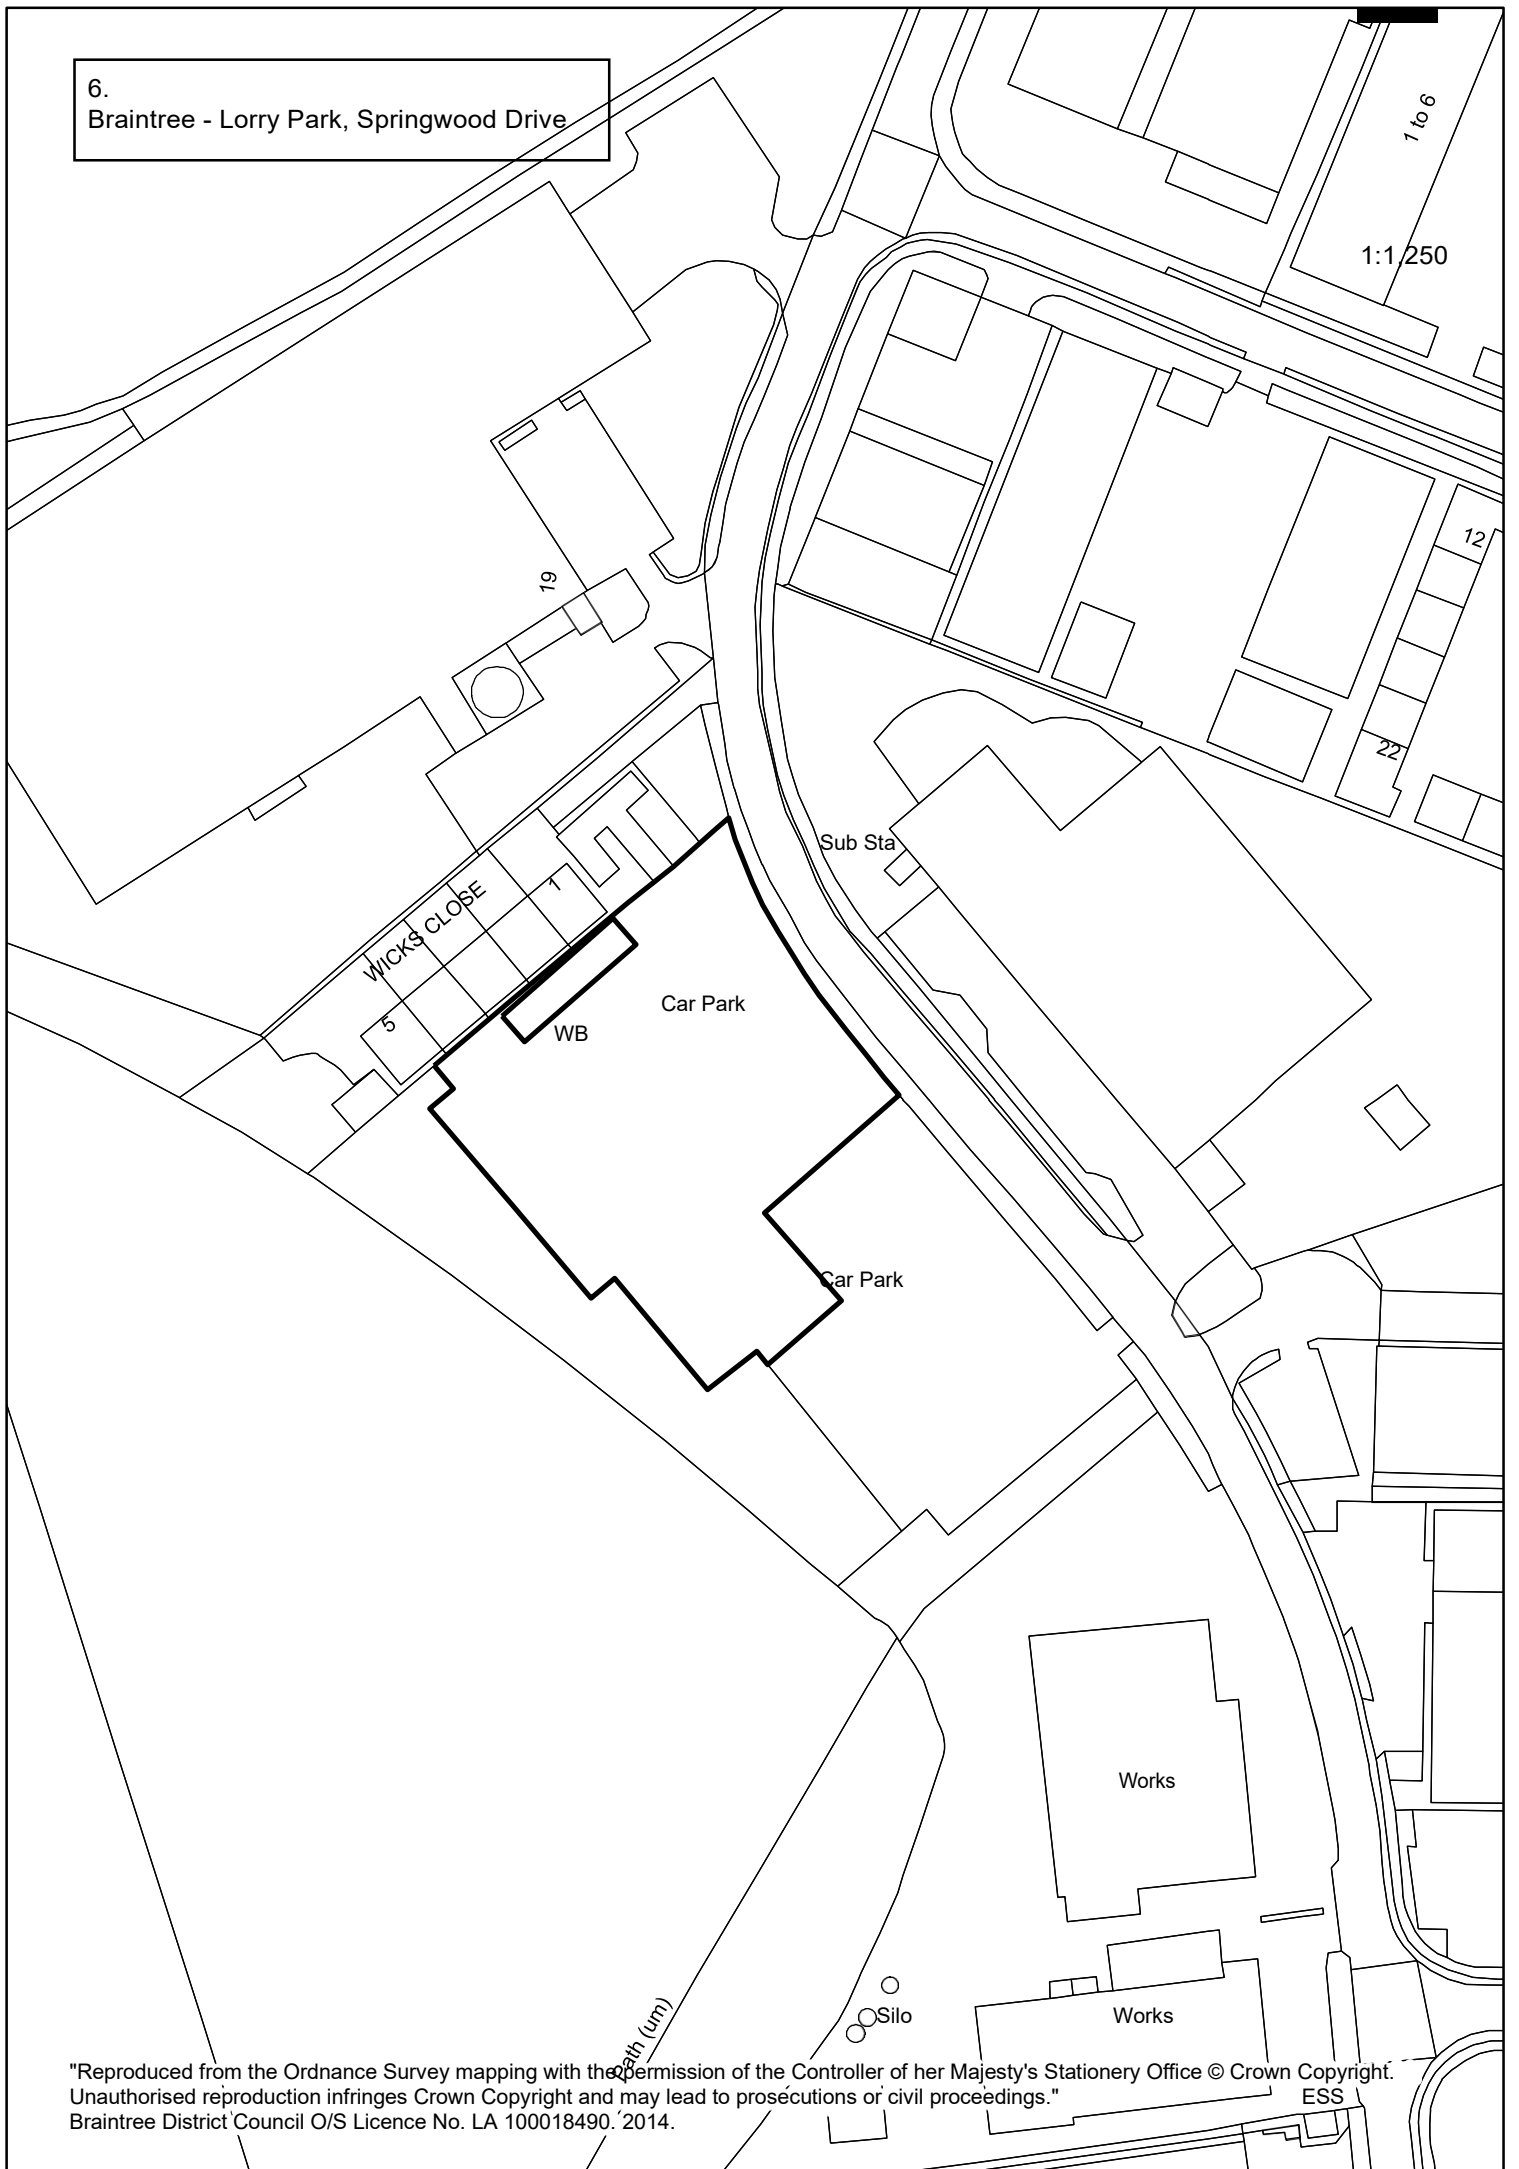 6.
Braintree - Lorry Park, Springwood Drive
1 to 6
1:1,250
12
19
22
Sub Sta
1
WICKS CLOSE
5
Car Park
WB
Car Park
Works
Silo
Works
Path (um)
"Reproduced from the Ordnance Survey mapping with the permission of the Controller of her Majesty's Stationery Office © Crown Copyright.
Unauthorised reproduction infringes Crown Copyright and may lead to prosecutions or civil proceedings."
ESS
Braintree District Council O/S Licence No. LA 100018490. 2014.